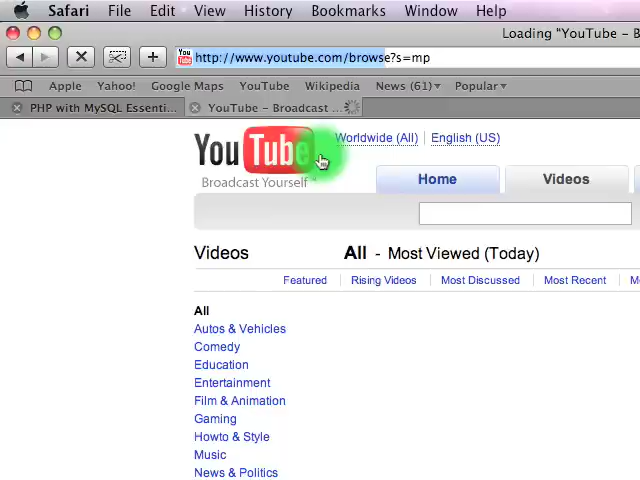 Safari File Edit View History Bookmarks Window Help
Loading "YouTube – Broad
http://www.youtube.com/browse?s=mp
Apple Yahoo! Google Maps YouTube Wikipedia News (61) Popular
PHP with MySQL Essenti... YouTube – Broadcast ...
YouTube Worldwide (All) English (US)
Broadcast Yourself™
Home Videos
Videos All - Most Viewed (Today)
Featured Rising Videos Most Discussed Most Recent
All
Autos & Vehicles
Comedy
Education
Entertainment
Film & Animation
Gaming
Howto & Style
Music
News & Politics